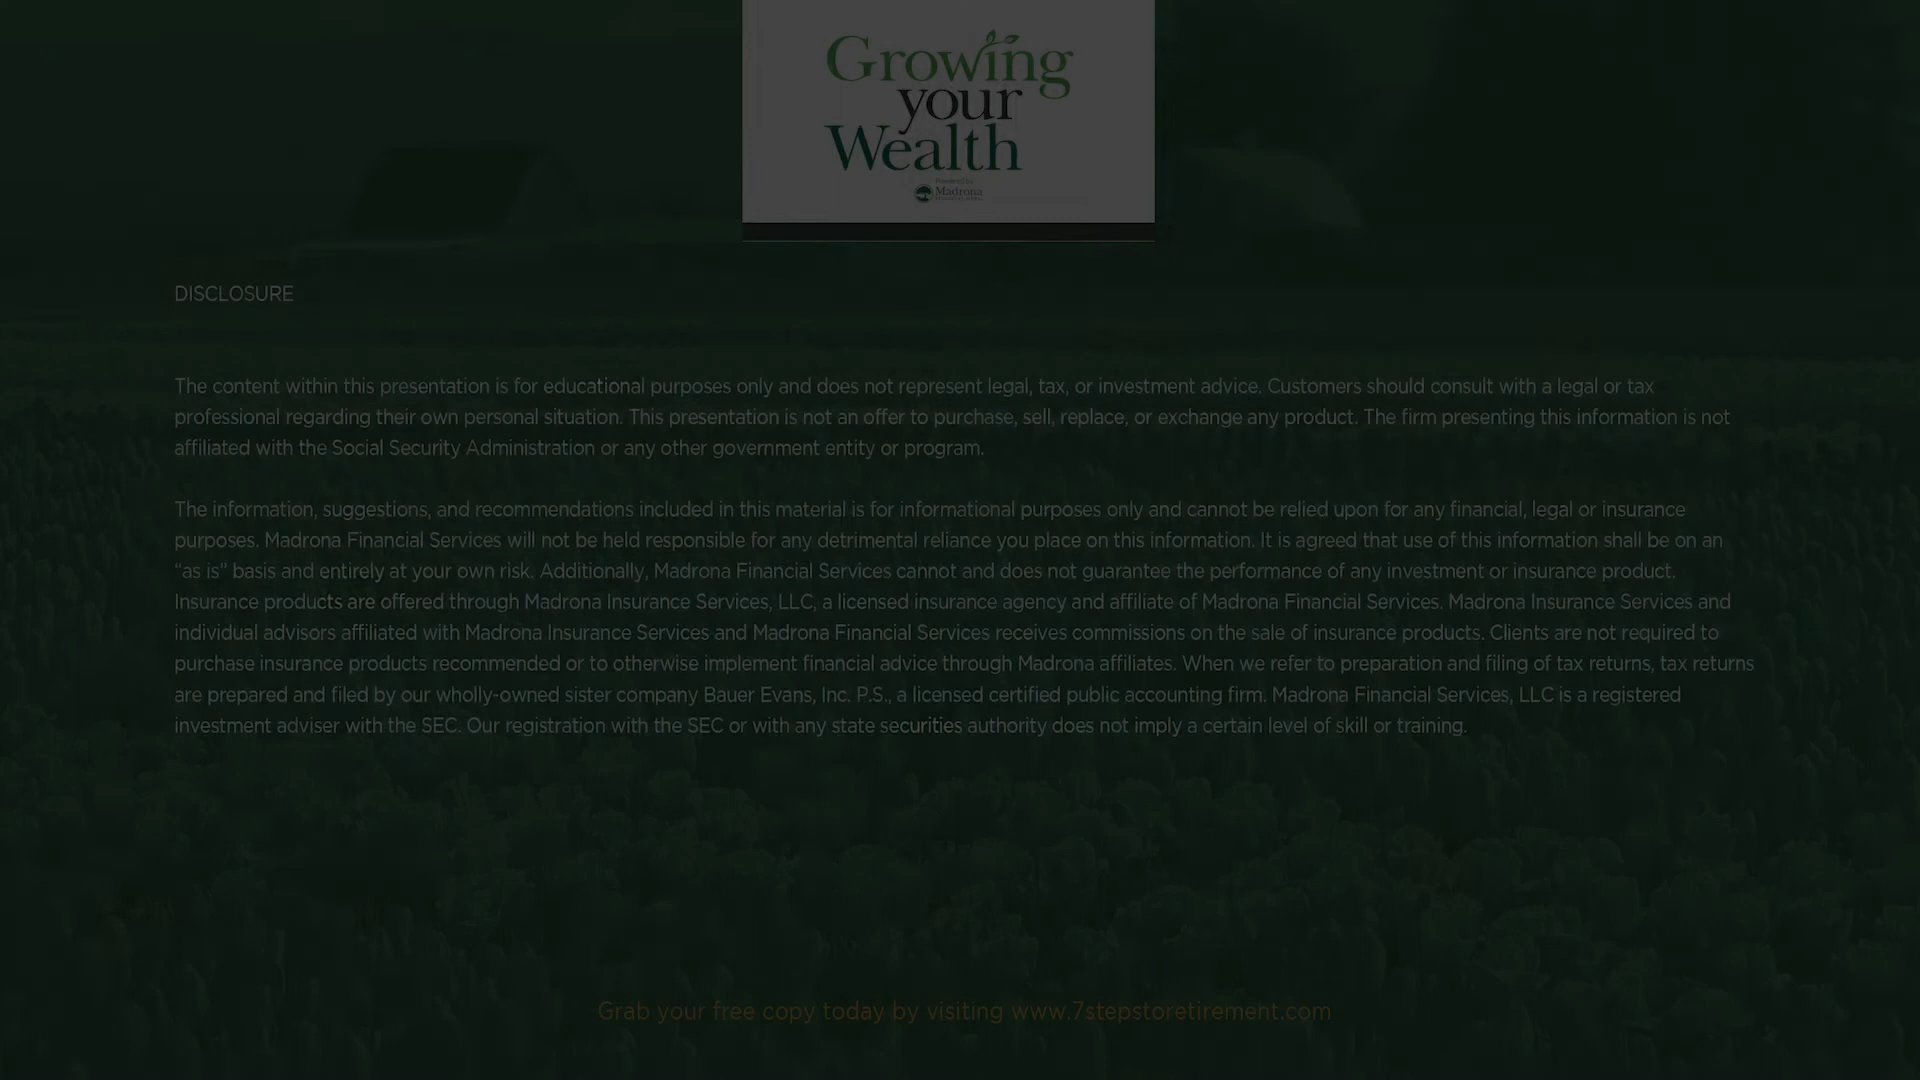 Growing
your
Wealth
Powered by
Madrona
DISCLOSURE
The content within this presentation is for educational purposes only and does not represent legal, tax, or investment advice. Customers should consult with a legal or tax
professional regarding their own personal situation. This presentation is not an offer to purchase, sell, replace, or exchange any product. The firm presenting this information is not
affiliated with the Social Security Administration or any other government entity or program.
The information, suggestions, and recommendations included in this material is for informational purposes only and cannot be relied upon for any financial, legal or insurance
purposes. Madrona Financial Services will not be held responsible for any detrimental reliance you place on this information. It is agreed that use of this information shall be on an
“as is” basis and entirely at your own risk. Additionally, Madrona Financial Services cannot and does not guarantee the performance of any investment or insurance product.
Insurance products are offered through Madrona Insurance Services, LLC, a licensed insurance agency and affiliate of Madrona Financial Services. Madrona Insurance Services and
individual advisors affiliated with Madrona Insurance Services and Madrona Financial Services receives commissions on the sale of insurance products. Clients are not required to
purchase insurance products recommended or to otherwise implement financial advice through Madrona affiliates. When we refer to preparation and filing of tax returns, tax returns
are prepared and filed by our wholly-owned sister company Bauer Evans, Inc. P.S., a licensed certified public accounting firm. Madrona Financial Services, LLC is a registered
investment adviser with the SEC. Our registration with the SEC or with any state securities authority does not imply a certain level of skill or training.
Grab your free copy today by visiting www.7stepstoretirement.com